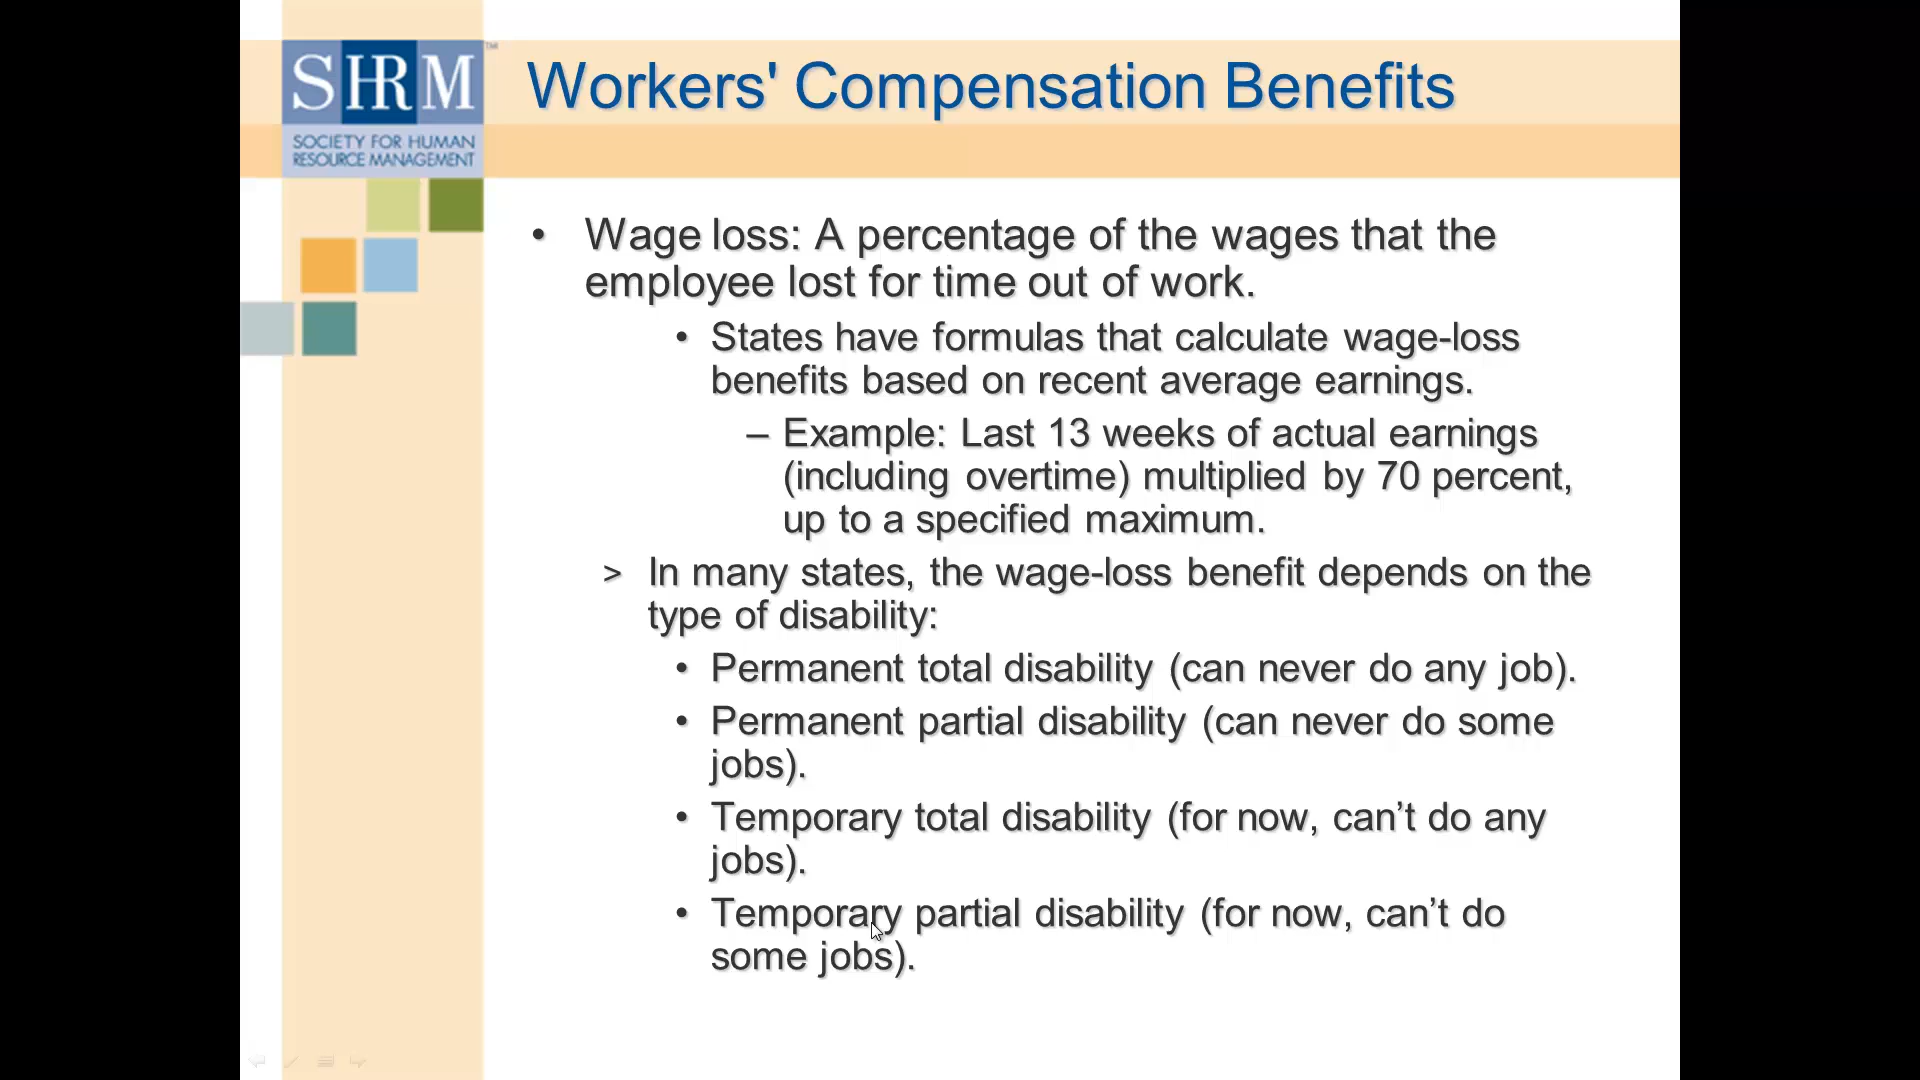 SHRM™
SOCIETY FOR HUMAN
RESOURCE MANAGEMENT
Workers' Compensation Benefits
• Wage loss: A percentage of the wages that the
employee lost for time out of work.
• States have formulas that calculate wage-loss
benefits based on recent average earnings.
– Example: Last 13 weeks of actual earnings
(including overtime) multiplied by 70 percent,
up to a specified maximum.
> In many states, the wage-loss benefit depends on the
type of disability:
• Permanent total disability (can never do any job).
• Permanent partial disability (can never do some
jobs).
• Temporary total disability (for now, can’t do any
jobs).
• Temporary partial disability (for now, can’t do
some jobs).